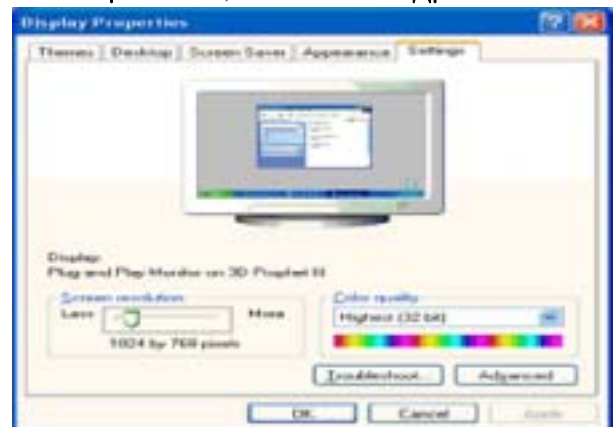 Display Properties
Themes Desktop Screen Saver Appearance Settings
Display:
Plug and Play Monitor on 3D Prophet III
Screen resolution
Less More
1024 by 768 pixels
Color quality
Highest (32 bit)
Troubleshoot... Advanced
OK Cancel Apply